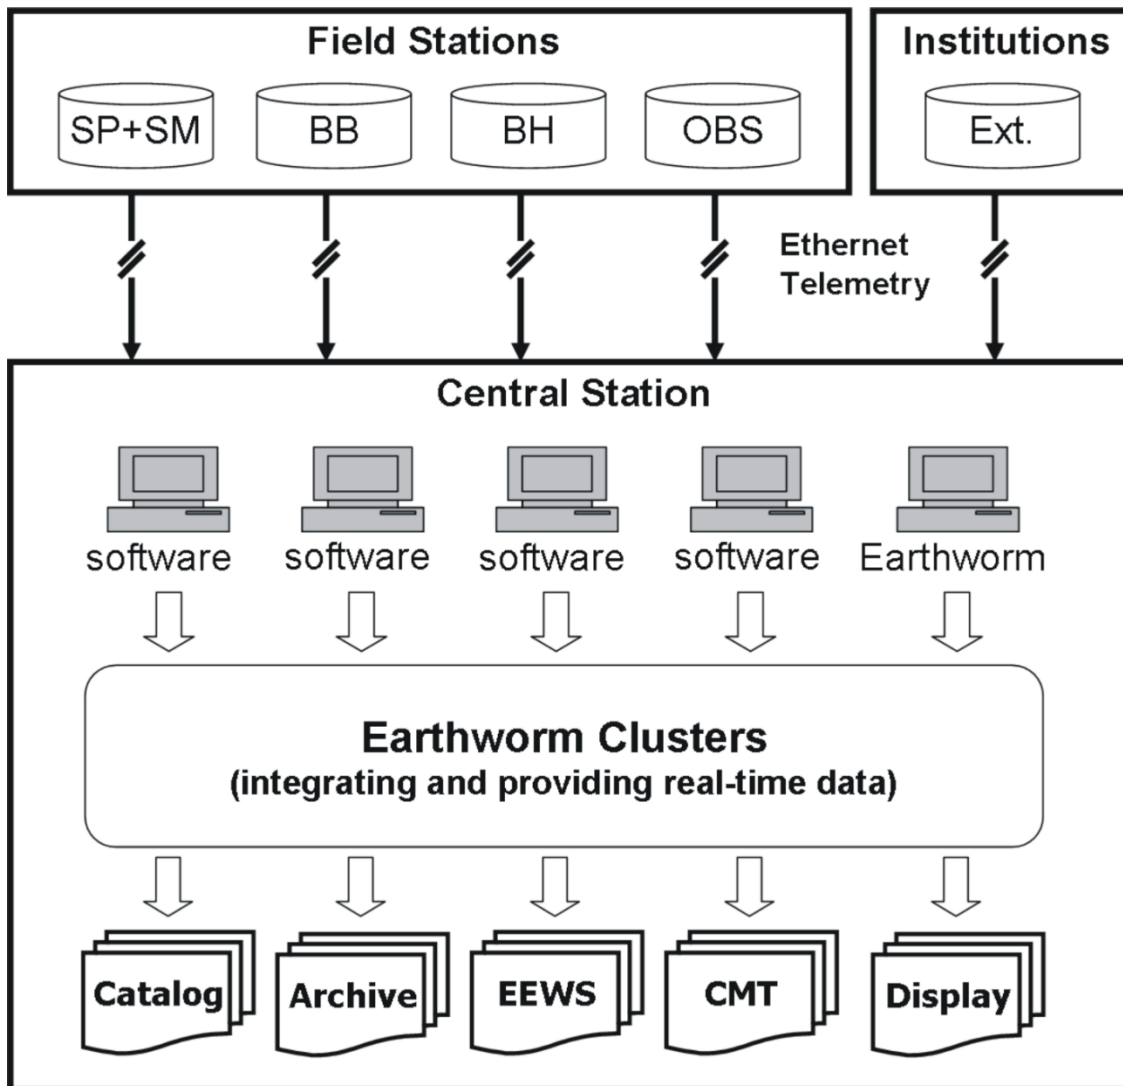 Field Stations
Institutions
SP+SM
BB
BH
OBS
Ext.
Ethernet
Telemetry
Central Station
software
software
software
software
Earthworm
Earthworm Clusters
(integrating and providing real-time data)
Catalog
Archive
EEWS
CMT
Display